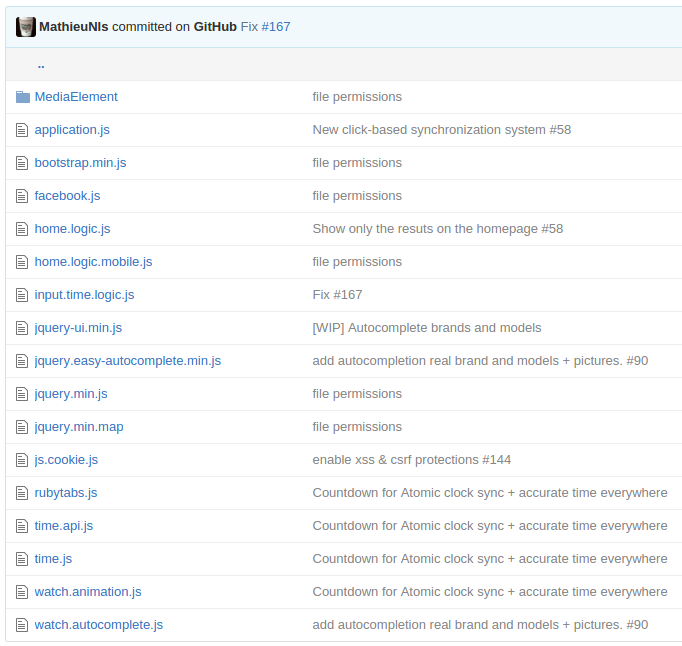 MathieuNls committed on GitHub Fix #167
..
MediaElement file permissions
application.js New click-based synchronization system #58
bootstrap.min.js file permissions
facebook.js file permissions
home.logic.js Show only the resuts on the homepage #58
home.logic.mobile.js file permissions
input.time.logic.js Fix #167
jquery-ui.min.js [WIP] Autocomplete brands and models
jquery.easy-autocomplete.min.js add autocompletion real brand and models + pictures. #90
jquery.min.js file permissions
jquery.min.map file permissions
js.cookie.js enable xss & csrf protections #144
rubytabs.js Countdown for Atomic clock sync + accurate time everywhere
time.api.js Countdown for Atomic clock sync + accurate time everywhere
time.js Countdown for Atomic clock sync + accurate time everywhere
watch.animation.js Countdown for Atomic clock sync + accurate time everywhere
watch.autocomplete.js add autocompletion real brand and models + pictures. #90